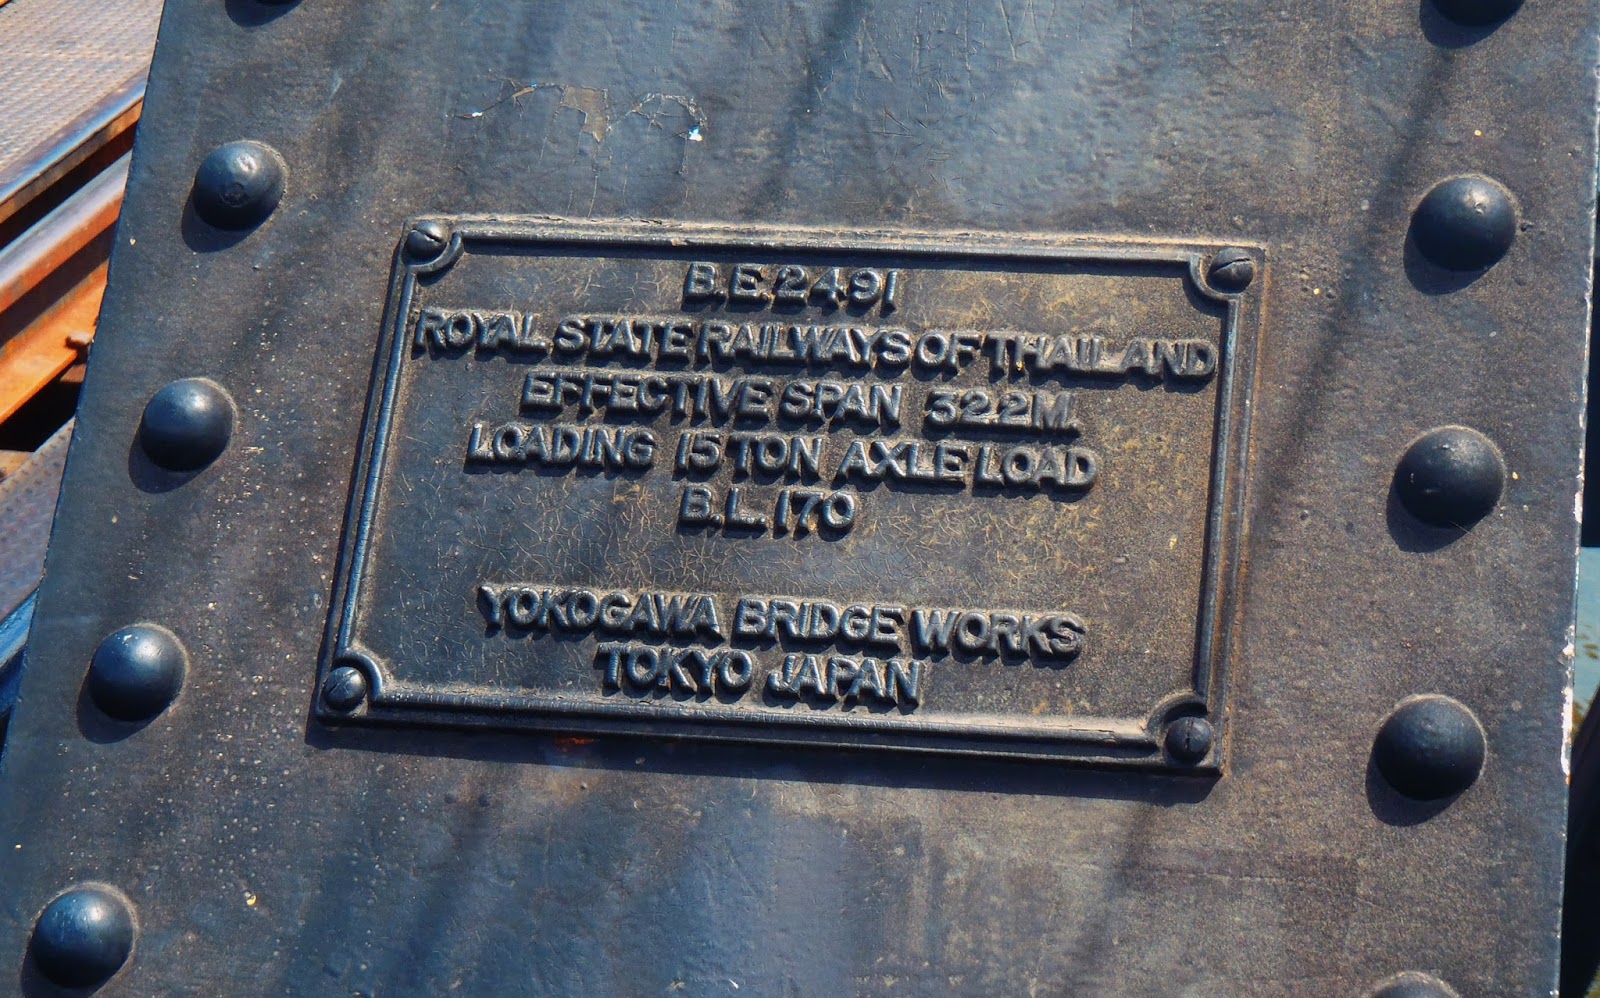 B.E.2491
ROYAL STATE RAILWAYS OF THAILAND
EFFECTIVE SPAN 32.2M.
LOADING 15 TON AXLE LOAD
B.L.170
YOKOGAWA BRIDGE WORKS
TOKYO JAPAN